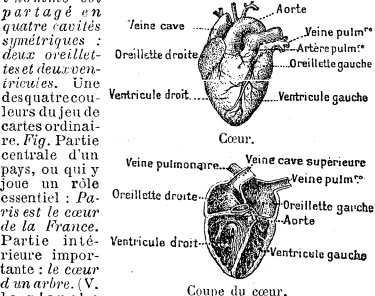 partagé en
quatre cavités
symétriques :
deux oreillet-
tes et deux ven-
tricules. Une
des quatre cou-
leurs du jeu de
cartes ordinai-
re. Fig. Partie
centrale d'un
pays, ou qui y
joue un rôle
essentiel : Pa-
ris est le cœur
de la France.
Partie inté-
rieure impor-
tante : le cœur
d'un arbre. (V.
Aorte
Veine cave
Veine pulmre
Artère pulmre
Oreillette droite
Oreillette gauche
Ventricule droit
Ventricule gauche
Cœur.
Veine pulmonaire
Veine cave supérieure
Veine pulmre
Oreillette droite
Oreillette gauche
Aorte
Ventricule droit
Ventricule gauche
Coupe du cœur.